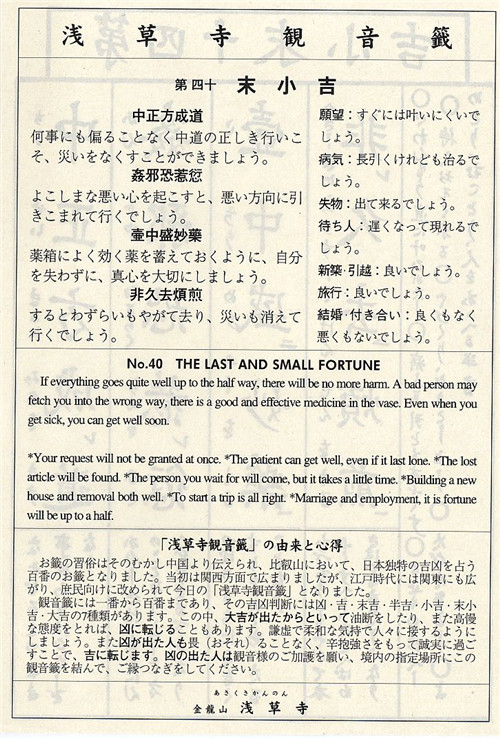 浅草寺観音籤
第四十 末小吉
中正方成道
何事にも偏ることなく中道の正しき行いこ
そ、災いをなくすことができましょう。
姦邪恐惹愆
よこしまな悪い心を起こすと、悪い方向に引
きこまれて行くでしょう。
壷中盛妙藥
薬箱によく効く薬を蓄えておくように、自分
を失わずに、真心を大切にしましょう。
非久去煩煎
するとわずらいもやがて去り、災いも消えて
行くでしょう。
願望：すぐには叶いにくいで
しょう。
病気：長引くけれども治るで
しょう。
失物：出て来るでしょう。
待ち人：遅くなって現れるで
しょう。
新築・引越：良いでしょう。
旅行：良いでしょう。
結婚・付き合い：良くもなく
悪くもないでしょう。
No.40 THE LAST AND SMALL FORTUNE
If everything goes quite well up to the half way, there will be no more harm. A bad person may
fetch you into the wrong way, there is a good and effective medicine in the vase. Even when you
get sick, you can get well soon.
*Your request will not be granted at once. *The patient can get well, even if it last lone. *The lost
article will be found. *The person you wait for will come, but it takes a little time. *Building a new
house and removal both well. *To start a trip is all right. *Marriage and employment, it is fortune
will be up to a half.
「浅草寺観音籤」の由来と心得
お籤の習俗はそのむかし中国より伝えられ、比叡山において、日本独特の吉凶を占う
百番のお籤となりました。当初は関西方面で広まりましたが、江戸時代には関東にも広
がり、庶民向けに改められて今日の「浅草寺観音籤」となりました。
観音籤には一番から百番まであり、その吉凶判断には凶・吉・末吉・半吉・小吉・末小
吉・大吉の7種類があります。この中、大吉が出たからといって油断をしたり、また高慢
な態度をとれば、凶に転じることもあります。謙虚で柔和な気持で人々に接するように
しましょう。また凶が出た人も畏（おそれ）ることなく、辛抱強さをもって誠実に過ご
すことで、吉に転じます。凶の出た人は観音様のご加護を願い、境内の指定場所にこの
観音籤を結んで、ご縁つなぎをしてください。
あさくさかんのん
金龍山 浅草寺